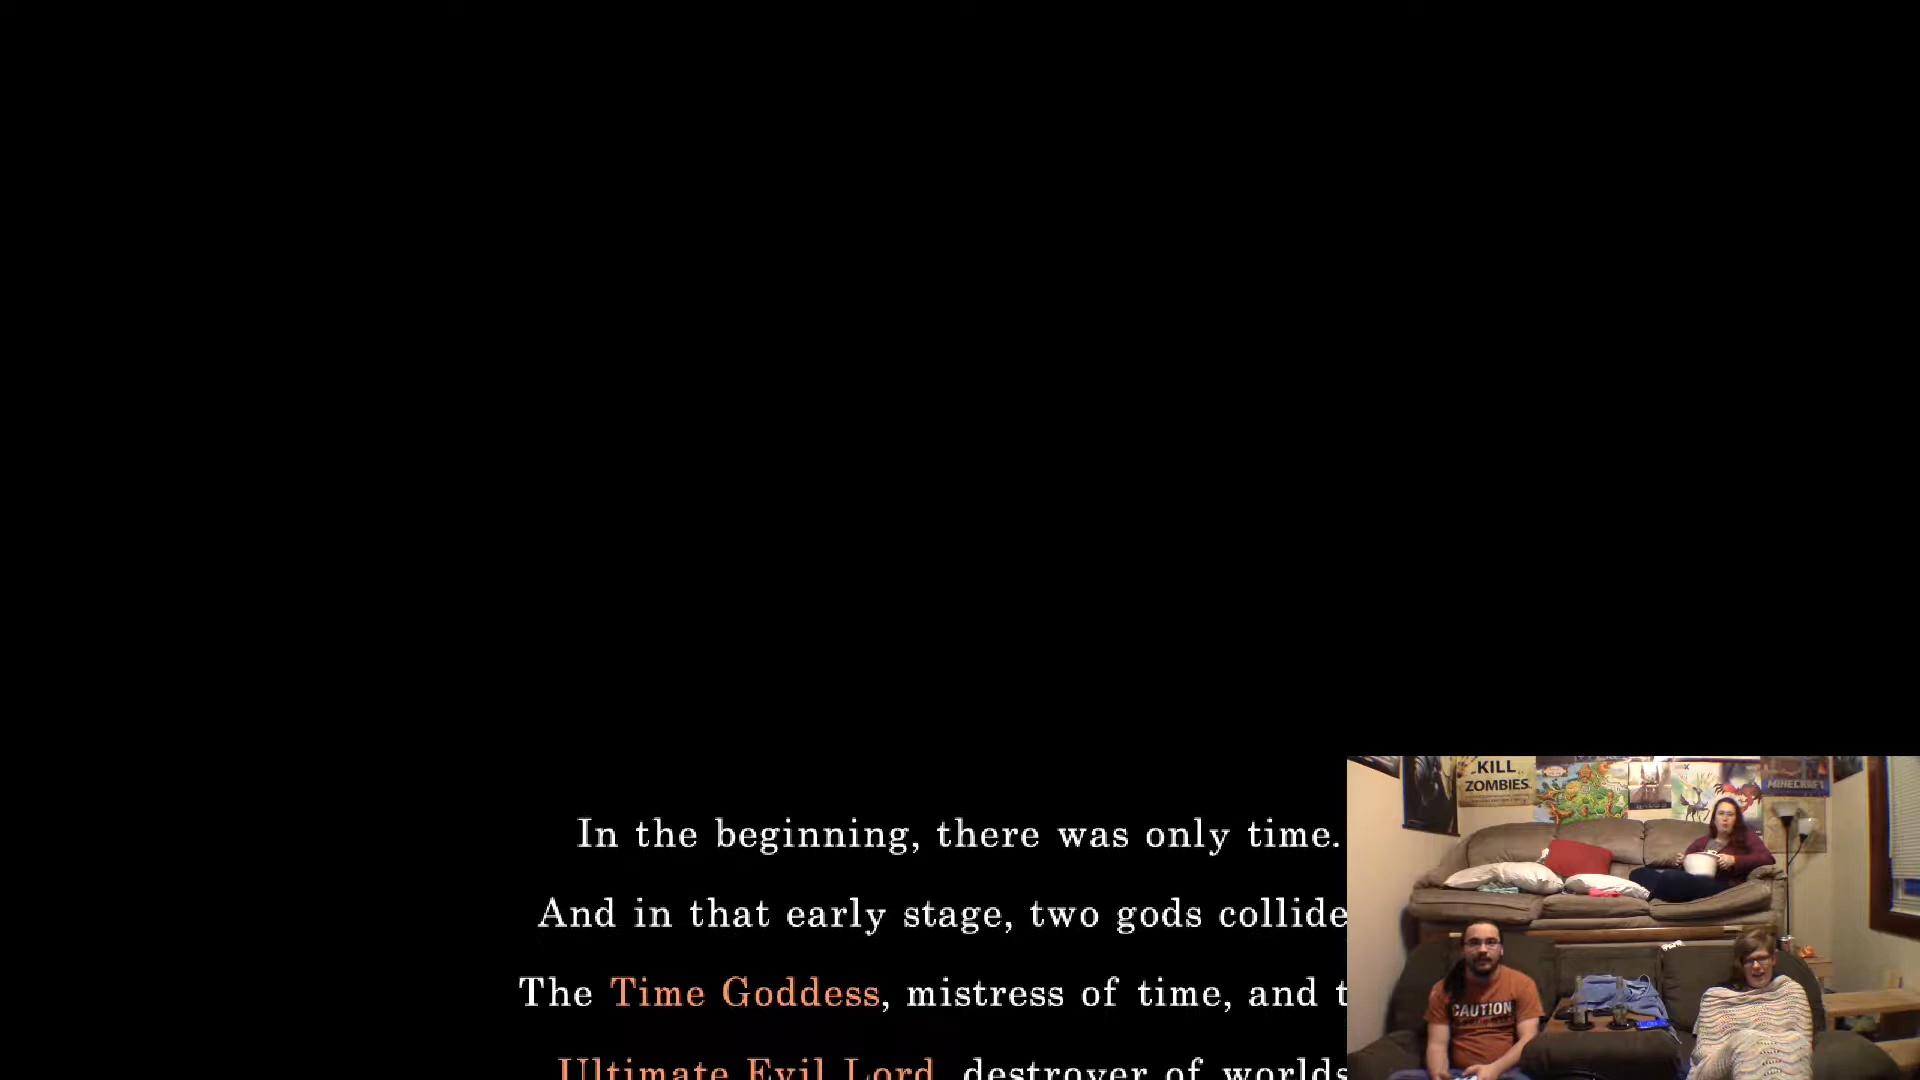 In the beginning, there was only time.
And in that early stage, two gods collide
The Time Goddess, mistress of time, and t
Ultimate Evil Lord, destroyer of worlds
KILL
ZOMBIES
MINECRAFT
CAUTION